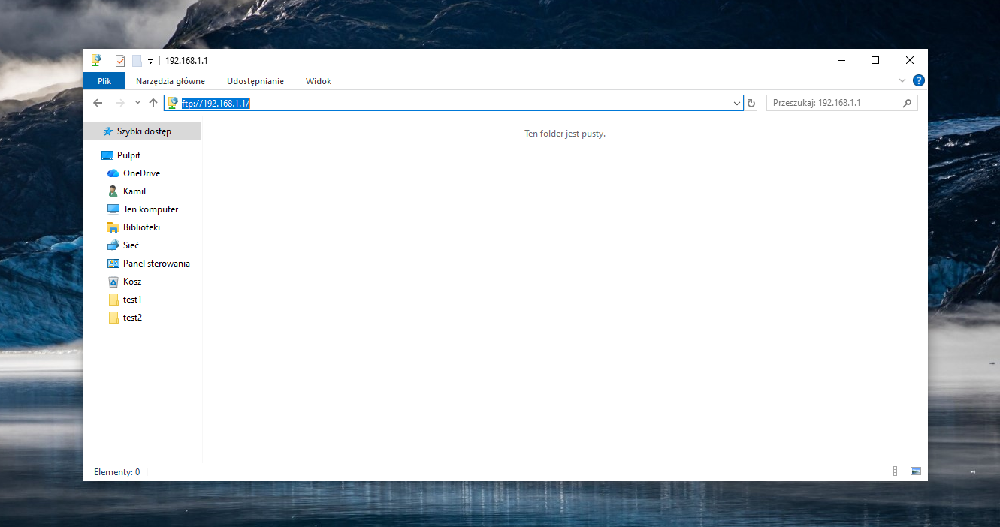 192.168.1.1
Plik Narzędzia główne Udostępnianie Widok
ftp://192.168.1.1/ Przeszukaj: 192.168.1.1
Szybki dostęp
Ten folder jest pusty.
Pulpit
OneDrive
Kamil
Ten komputer
Biblioteki
Sieć
Panel sterowania
Kosz
test1
test2
Elementy: 0